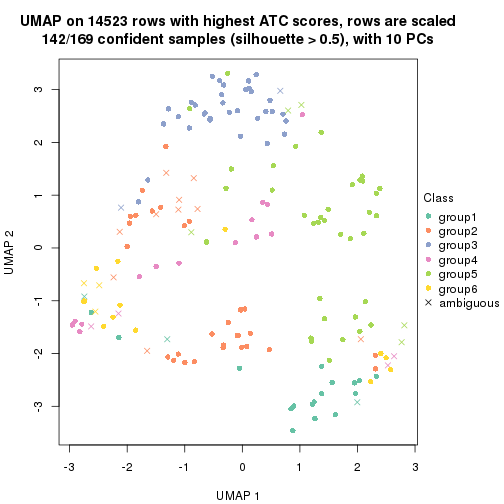 UMAP on 14523 rows with highest ATC scores, rows are scaled
142/169 confident samples (silhouette > 0.5), with 10 PCs
UMAP 2
3
2
1
0
-1
-2
-3
-3
-2
-1
0
1
2
3
UMAP 1
Class
group1
group2
group3
group4
group5
group6
ambiguous